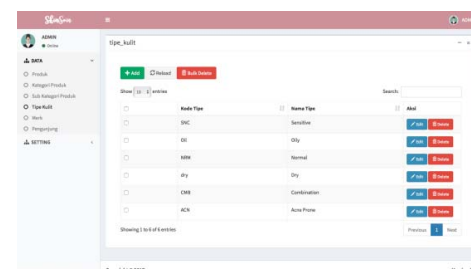 SkinSains
ADMIN
ADMIN
Online
tipe_kulit
DATA
Produk
Kategori Produk
Sub Kategori Produk
Tipe Kulit
Merk
Pengunjung
SETTING
Add Reload Bulk Delete
Show 10 entries Search:
Kode Tipe Nama Tipe Aksi
SNC Sensitive Edit Delete
Oil Oily Edit Delete
NRM Normal Edit Delete
Dry Dry Edit Delete
CMB Combination Edit Delete
ACN Acne Prone Edit Delete
Showing 1 to 6 of 6 entries Previous 1 Next